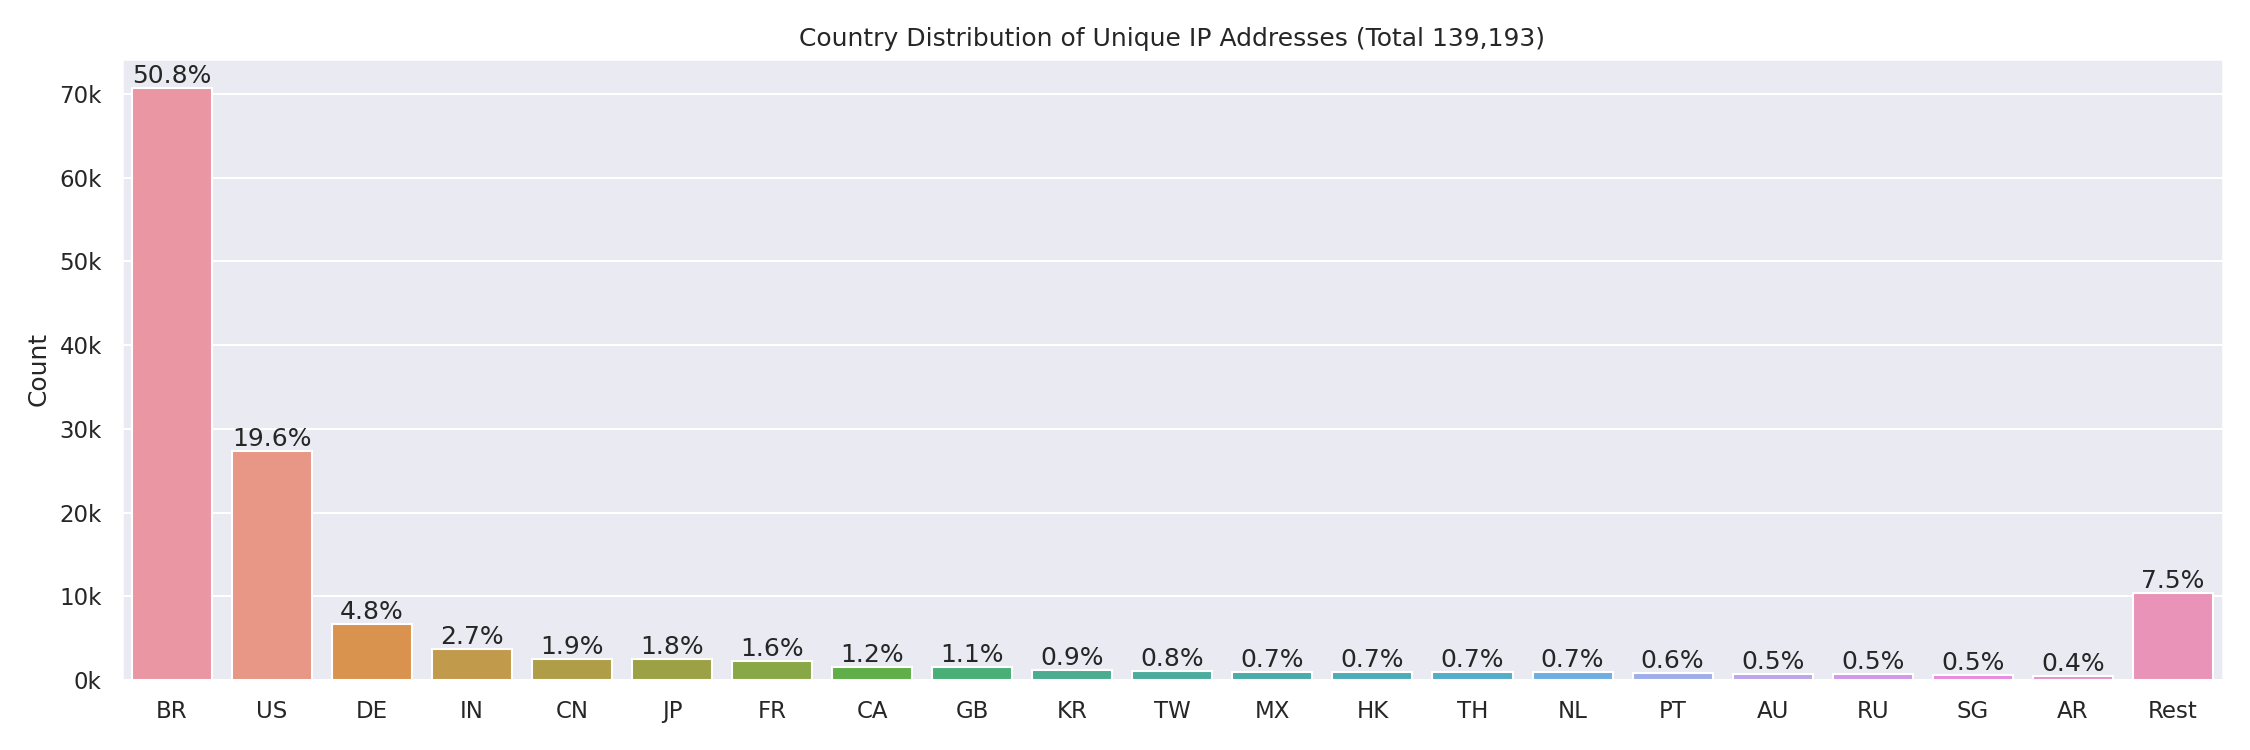 Country Distribution of Unique IP Addresses (Total 139,193)
Count
70k
60k
50k
40k
30k
20k
10k
0k
50.8%
19.6%
4.8%
2.7%
1.9%
1.8%
1.6%
1.2%
1.1%
0.9%
0.8%
0.7%
0.7%
0.7%
0.7%
0.6%
0.5%
0.5%
0.5%
0.4%
7.5%
BR US DE IN CN JP FR CA GB KR TW MX HK TH NL PT AU RU SG AR Rest